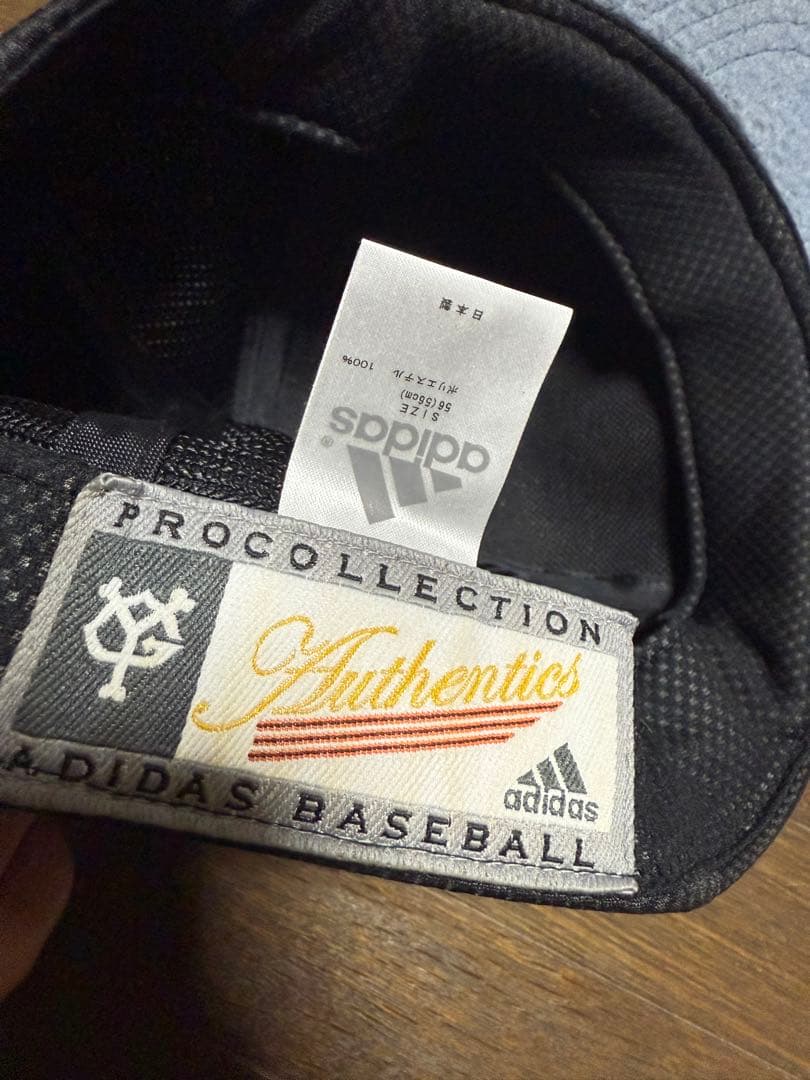 adidas®
SIZE
56(56cm)
ポリエステル 100%
日本製
PROCOLLECTION
YG
Authentics
adidas
ADIDAS BASEBALL